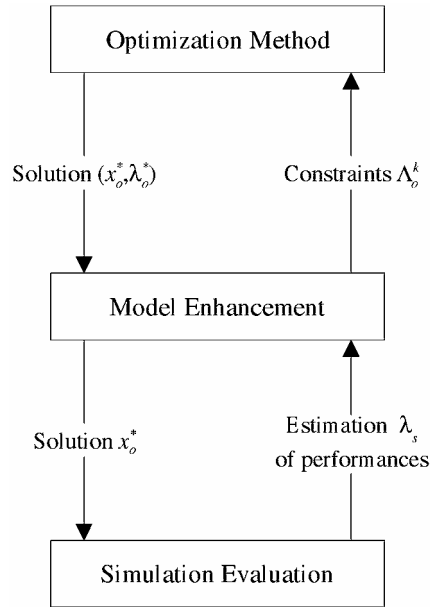 Optimization Method
Solution (x*ₒ,λ*ₒ)
Constraints Λᵏₒ
Model Enhancement
Solution x*ₒ
Estimation λₛ
of performances
Simulation Evaluation